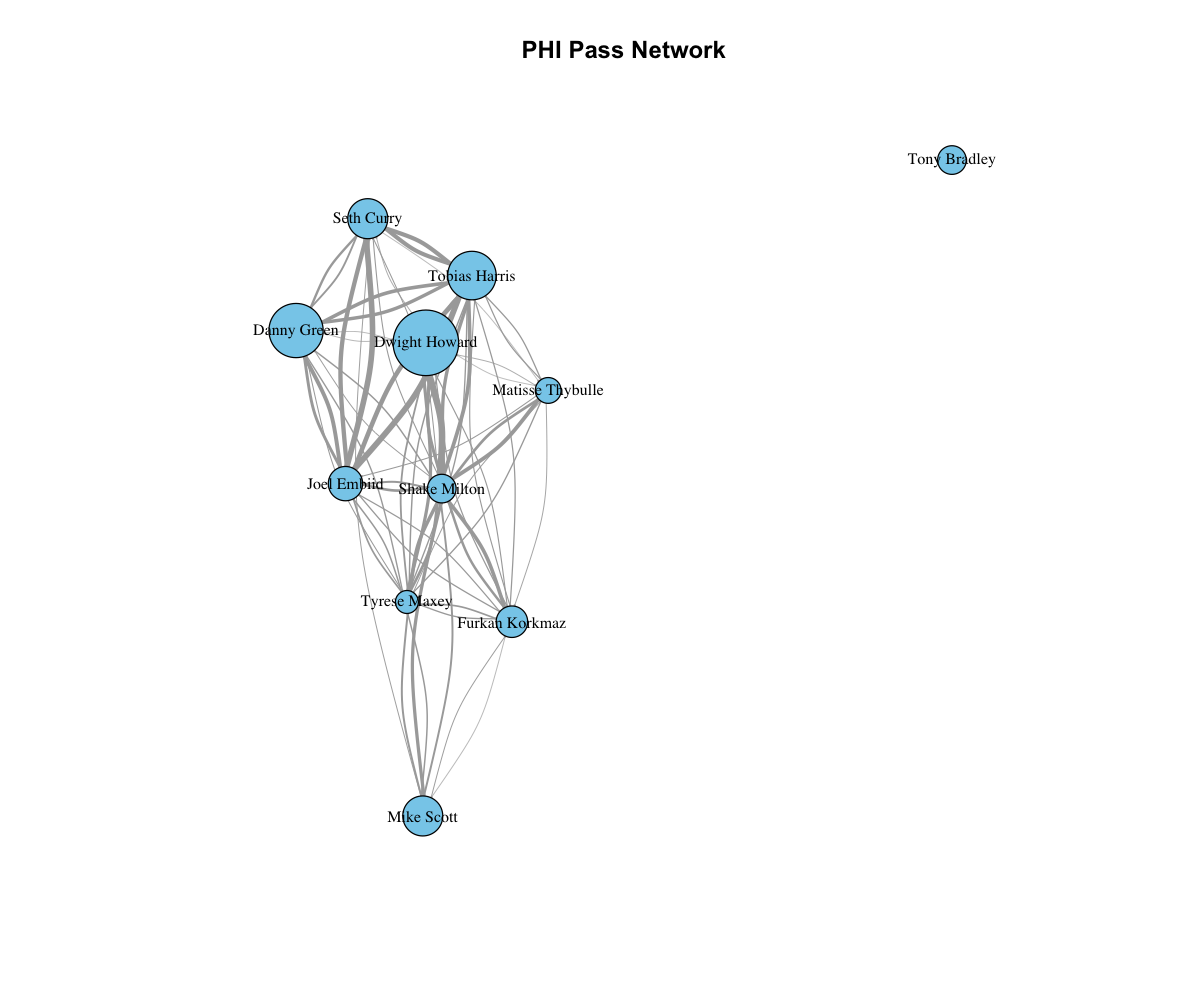 PHI Pass Network
Tony Bradley
Seth Curry
Tobias Harris
Danny Green
Dwight Howard
Matisse Thybulle
Joel Embiid
Shake Milton
Tyrese Maxey
Furkan Korkmaz
Mike Scott